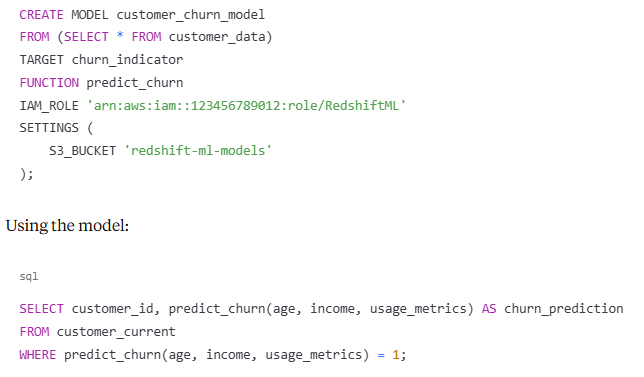 CREATE MODEL customer_churn_model
FROM (SELECT * FROM customer_data)
TARGET churn_indicator
FUNCTION predict_churn
IAM_ROLE 'arn:aws:iam::123456789012:role/RedshiftML'
SETTINGS (
    S3_BUCKET 'redshift-ml-models'
);
Using the model:
sql
SELECT customer_id, predict_churn(age, income, usage_metrics) AS churn_prediction
FROM customer_current
WHERE predict_churn(age, income, usage_metrics) = 1;